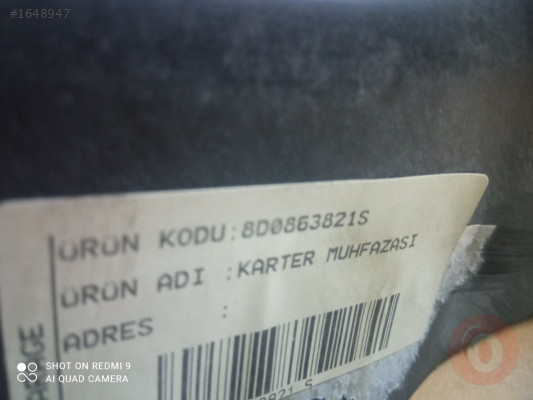 #1648947
ÜRÜN KODU:8D0863821S
ÜRÜN ADI :KARTER MUHFAZASI
ADRES :
SHOT ON REDMI 9
AI QUAD CAMERA